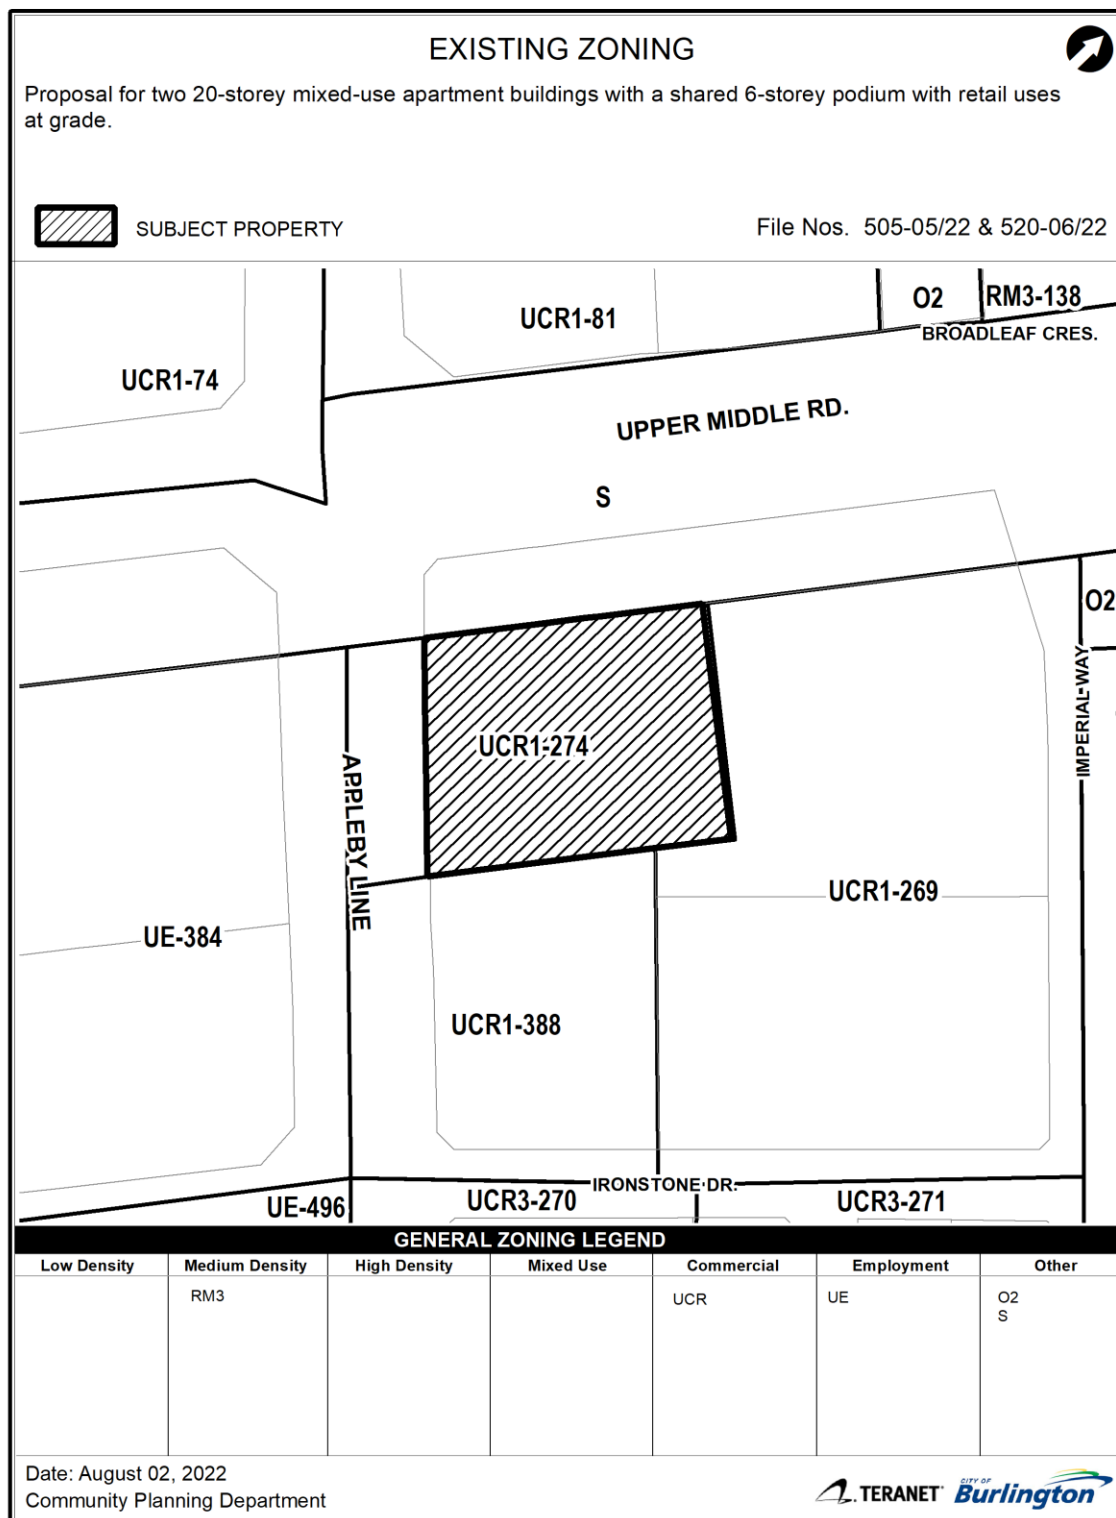 EXISTING ZONING
Proposal for two 20-storey mixed-use apartment buildings with a shared 6-storey podium with retail uses
at grade.
SUBJECT PROPERTY
File Nos. 505-05/22 & 520-06/22
O2
RM3-138
UCR1-81
BROADLEAF CRES.
UCR1-74
UPPER MIDDLE RD.
S
O2
IMPERIAL WAY
UCR1-274
APPLEBY LINE
UCR1-269
UE-384
UCR1-388
IRONSTONE DR.
UE-496
UCR3-270
UCR3-271
GENERAL ZONING LEGEND
Low Density Medium Density High Density Mixed Use Commercial Employment Other
RM3 UCR UE O2
S
Date: August 02, 2022
Community Planning Department
TERANET
CITY OF
Burlington